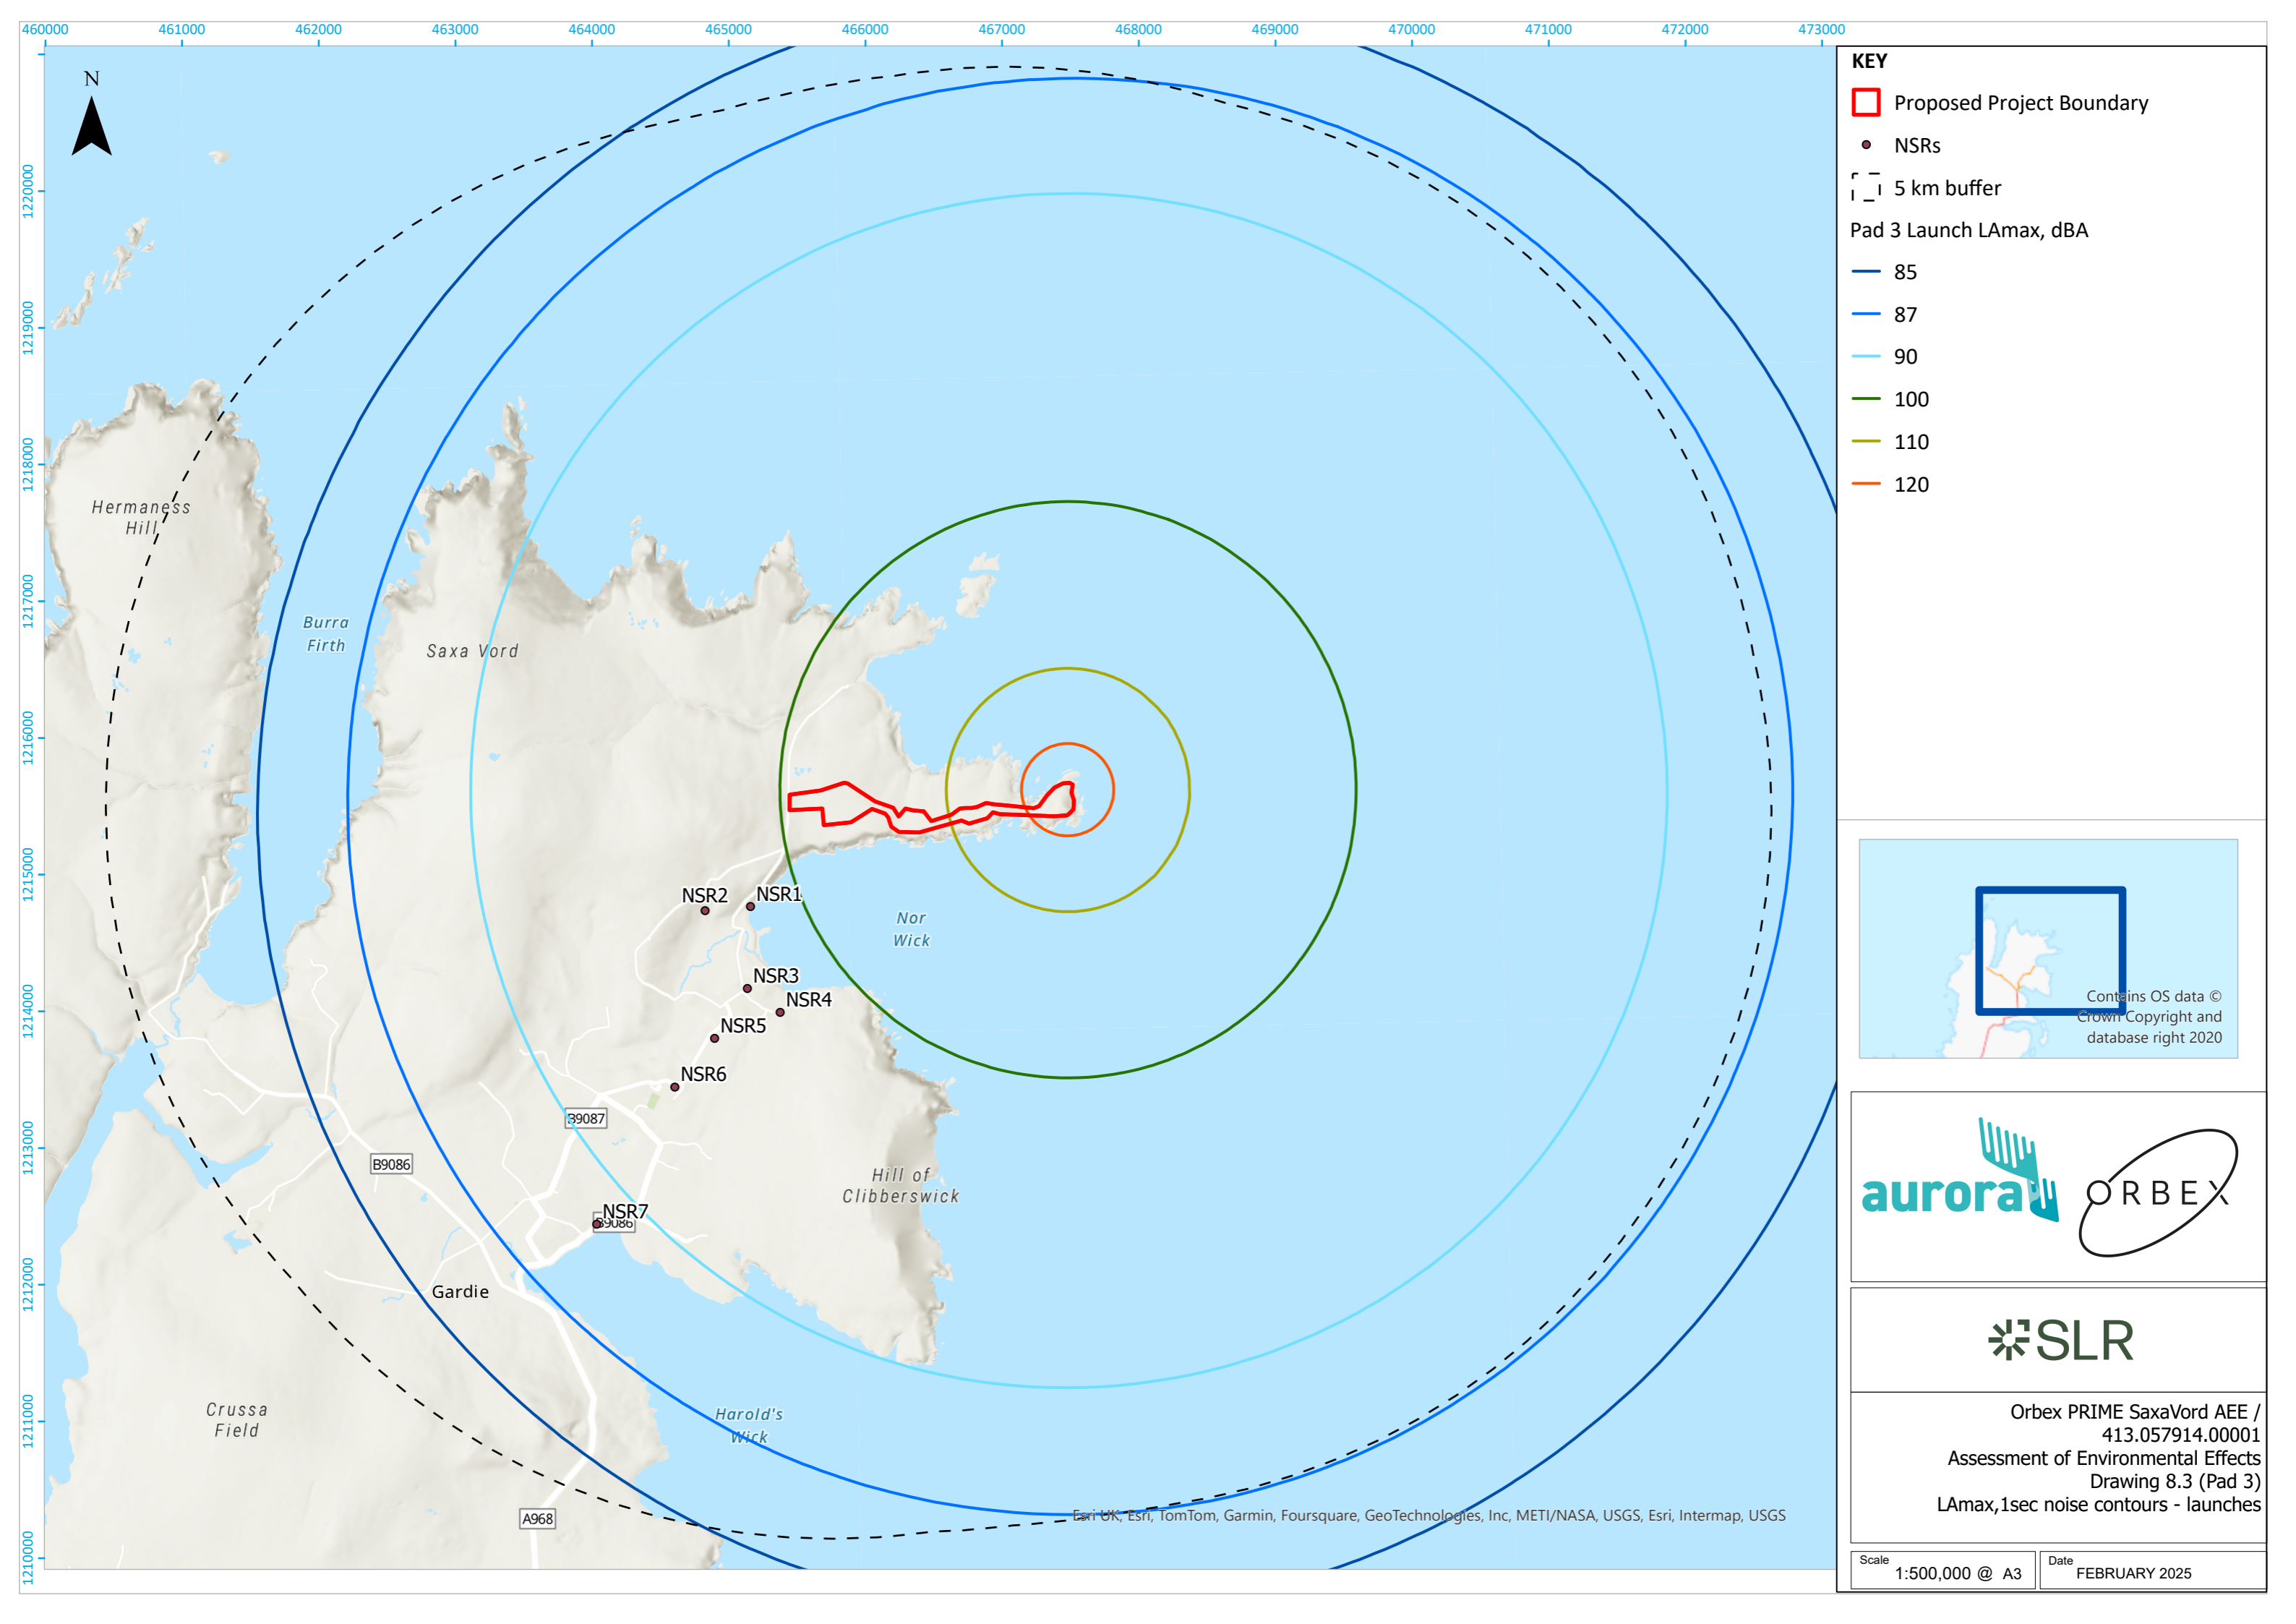 460000 461000 462000 463000 464000 465000 466000 467000 468000 469000 470000 471000 472000 473000
1220000
1219000
1218000
1217000
1216000
1215000
1214000
1213000
1212000
1211000
1210000
N
Hermaness
Hill
Burra
Firth
Saxa Vord
NSR2
NSR1
Nor
Wick
NSR3
NSR4
NSR5
NSR6
B9087
B9086
Hill of
Clibberswick
NSR7
B9086
Gardie
Crussa
Field
Harold's
Wick
A968
Esri UK, Esri, TomTom, Garmin, Foursquare, GeoTechnologies, Inc, METI/NASA, USGS, Esri, Intermap, USGS
KEY
Proposed Project Boundary
NSRs
5 km buffer
Pad 3 Launch LAmax, dBA
85
87
90
100
110
120
Contains OS data ©
Crown Copyright and
database right 2020
aurora
ORBEX
SLR
Orbex PRIME SaxaVord AEE /
413.057914.00001
Assessment of Environmental Effects
Drawing 8.3 (Pad 3)
LAmax,1sec noise contours - launches
Scale
1:500,000 @ A3
Date
FEBRUARY 2025